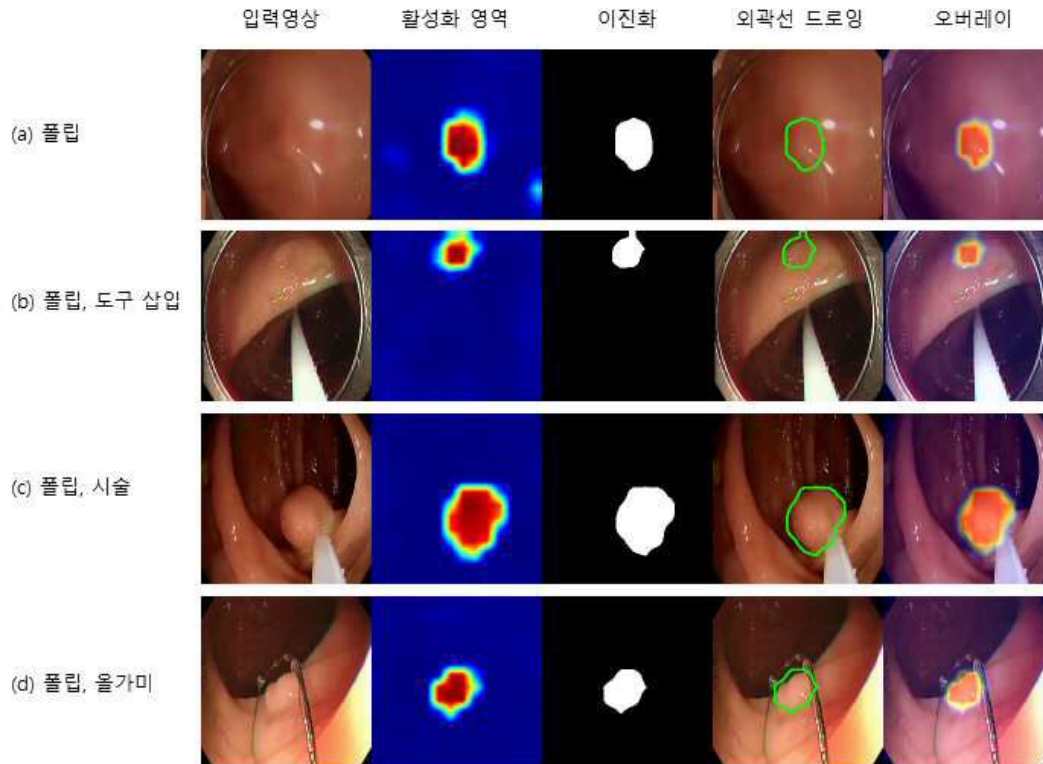 입력영상 활성화 영역 이진화 외곽선 드로잉 오버레이
(a) 폴립
(b) 폴립, 도구 삽입
(c) 폴립, 시술
(d) 폴립, 올가미